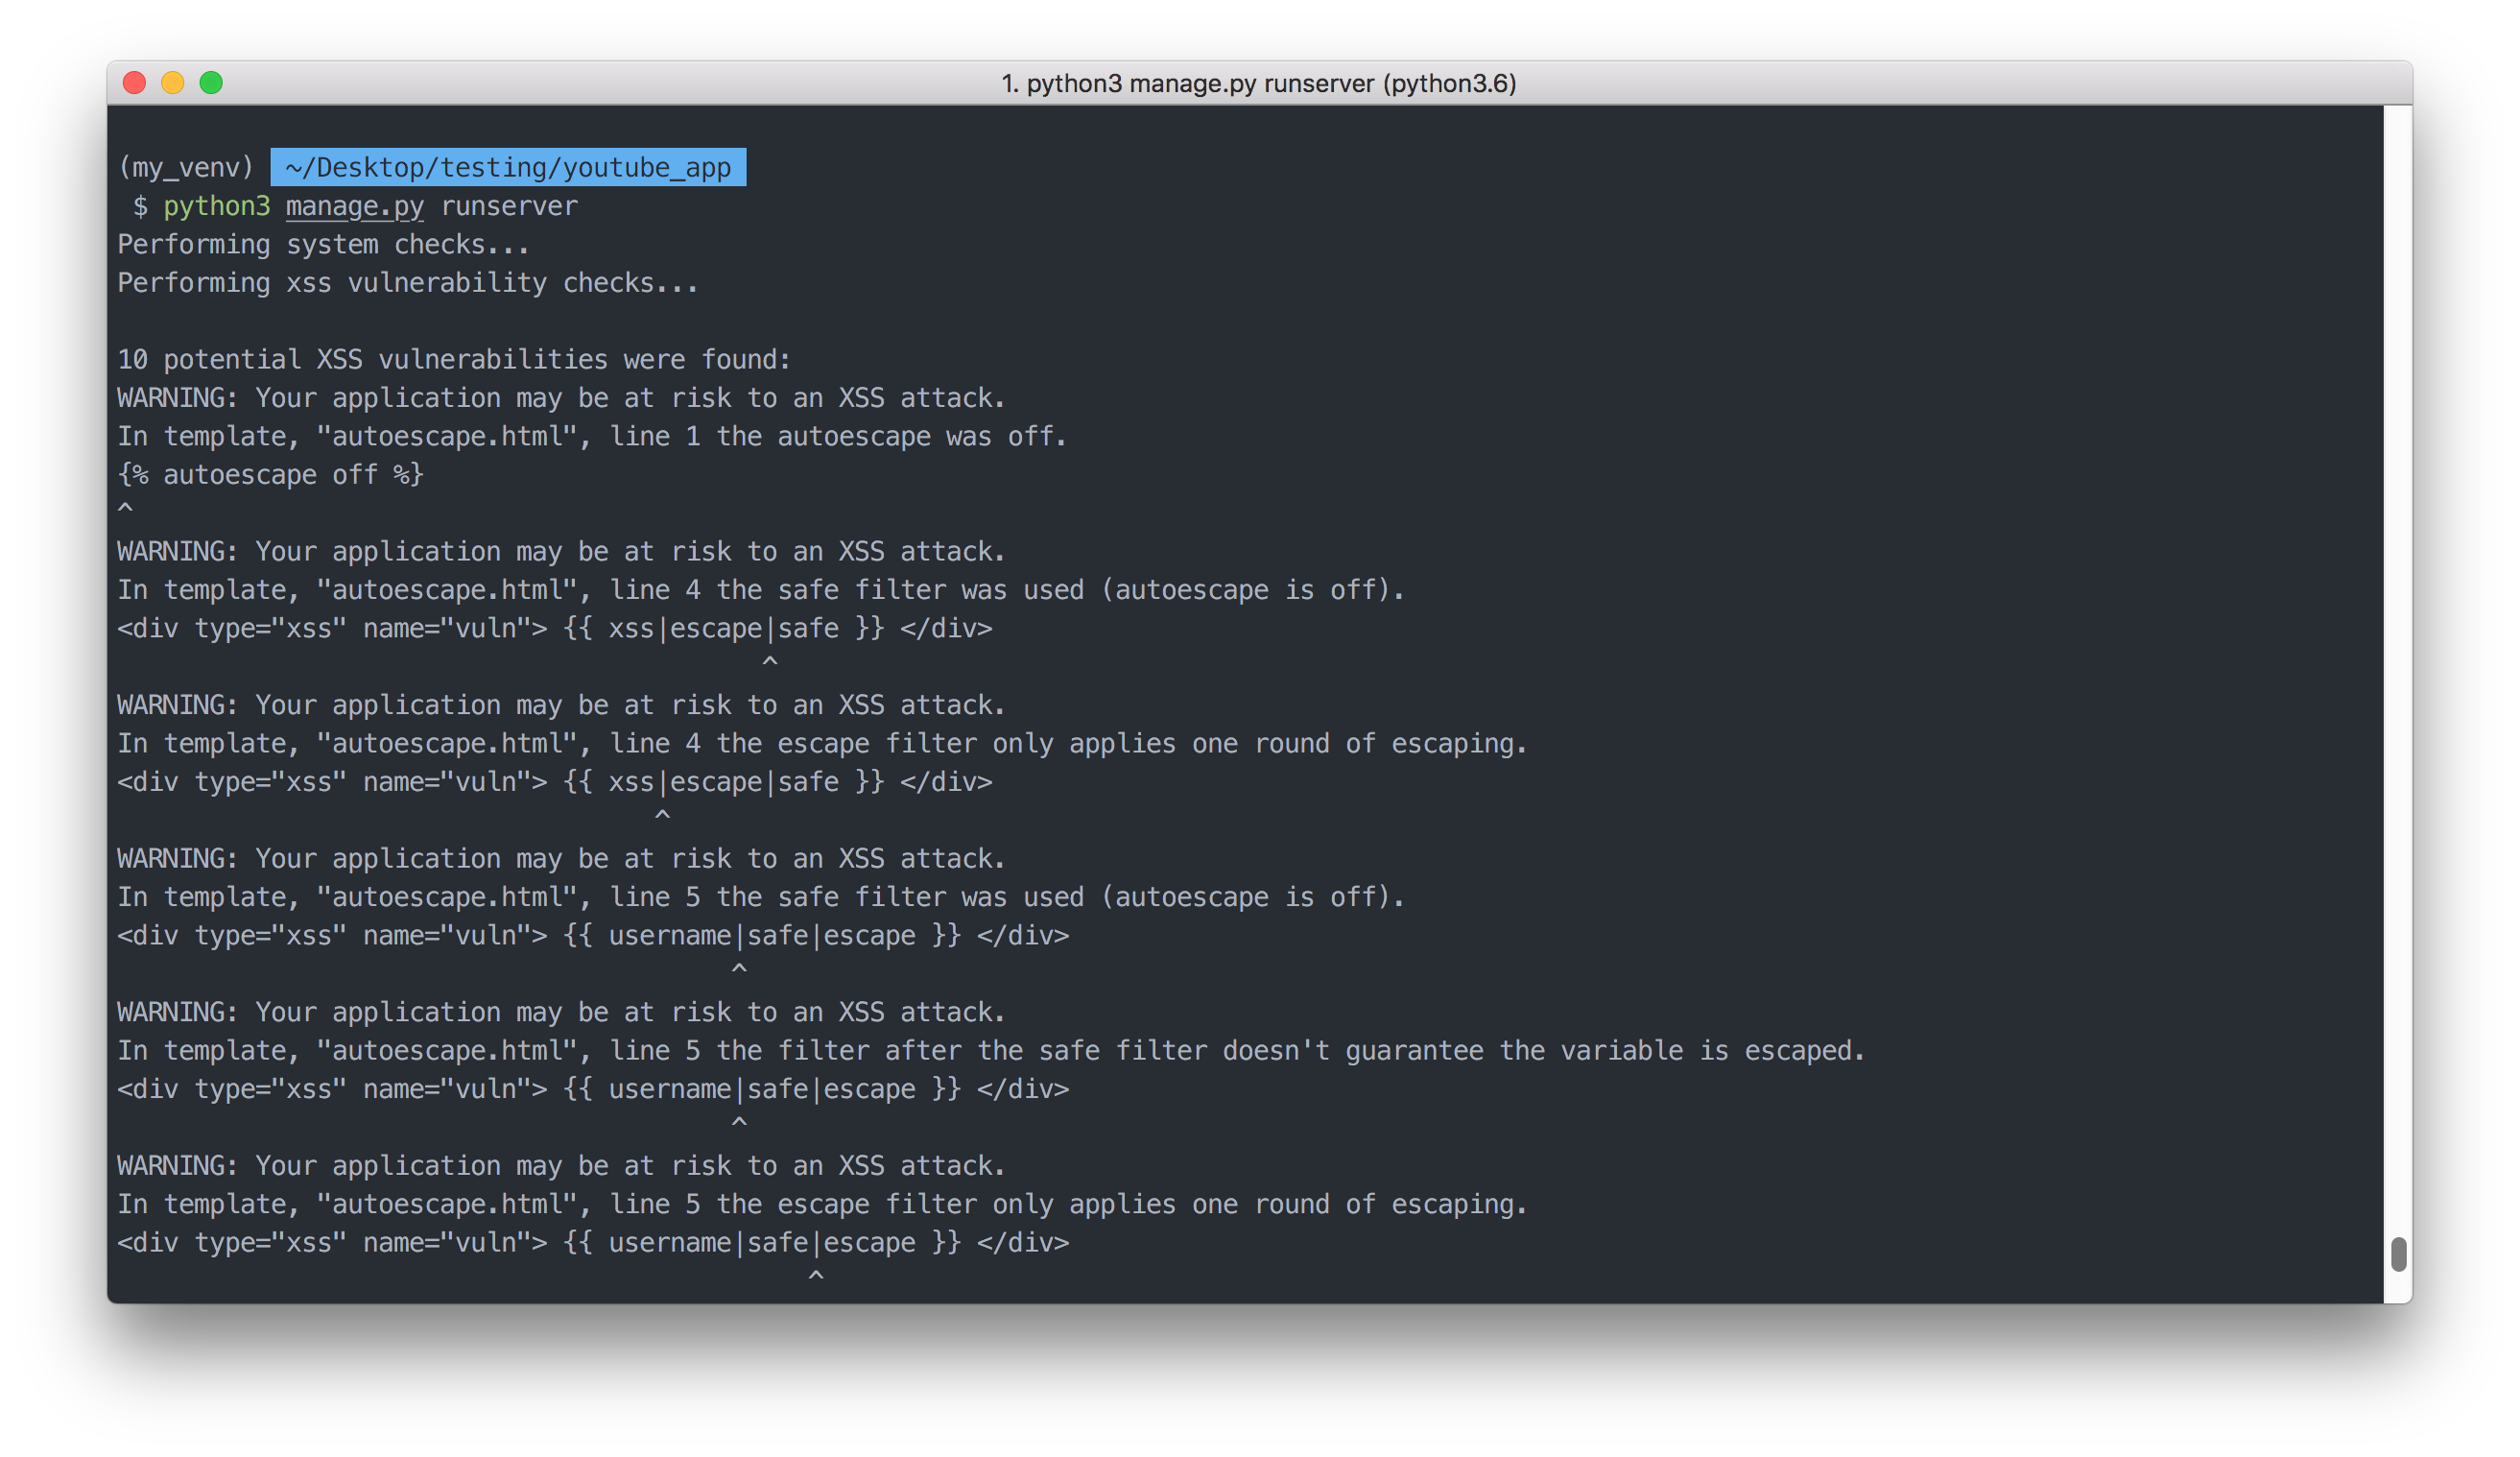 1. python3 manage.py runserver (python3.6)
(my_venv) ~/Desktop/testing/youtube_app
$ python3 manage.py runserver
Performing system checks...
Performing xss vulnerability checks...
10 potential XSS vulnerabilities were found:
WARNING: Your application may be at risk to an XSS attack.
In template, "autoescape.html", line 1 the autoescape was off.
{% autoescape off %}
^
WARNING: Your application may be at risk to an XSS attack.
In template, "autoescape.html", line 4 the safe filter was used (autoescape is off).
<div type="xss" name="vuln"> {{ xss|escape|safe }} </div>
^
WARNING: Your application may be at risk to an XSS attack.
In template, "autoescape.html", line 4 the escape filter only applies one round of escaping.
<div type="xss" name="vuln"> {{ xss|escape|safe }} </div>
^
WARNING: Your application may be at risk to an XSS attack.
In template, "autoescape.html", line 5 the safe filter was used (autoescape is off).
<div type="xss" name="vuln"> {{ username|safe|escape }} </div>
^
WARNING: Your application may be at risk to an XSS attack.
In template, "autoescape.html", line 5 the filter after the safe filter doesn't guarantee the variable is escaped.
<div type="xss" name="vuln"> {{ username|safe|escape }} </div>
^
WARNING: Your application may be at risk to an XSS attack.
In template, "autoescape.html", line 5 the escape filter only applies one round of escaping.
<div type="xss" name="vuln"> {{ username|safe|escape }} </div>
^